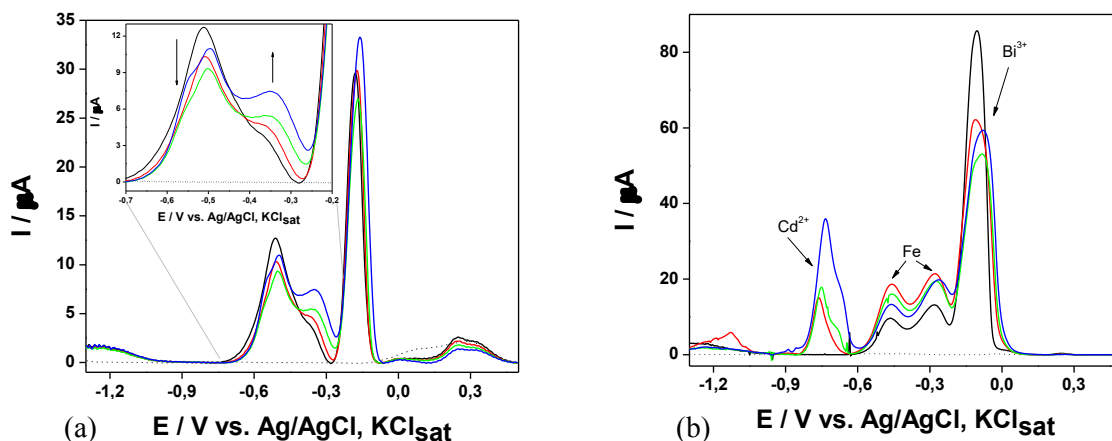 35
30
25
20
15
10
5
0
I / µA
12
9
6
3
0
I / µA
-0,7 -0,6 -0,5 -0,4 -0,3 -0,2
E / V vs. Ag/AgCl, KClsat
-1,2 -0,9 -0,6 -0,3 0,0 0,3
(a) E / V vs. Ag/AgCl, KClsat
80
60
40
20
0
I / µA
Bi3+
Cd2+
Fe
-1,2 -0,9 -0,6 -0,3 0,0 0,3
(b) E / V vs. Ag/AgCl, KClsat